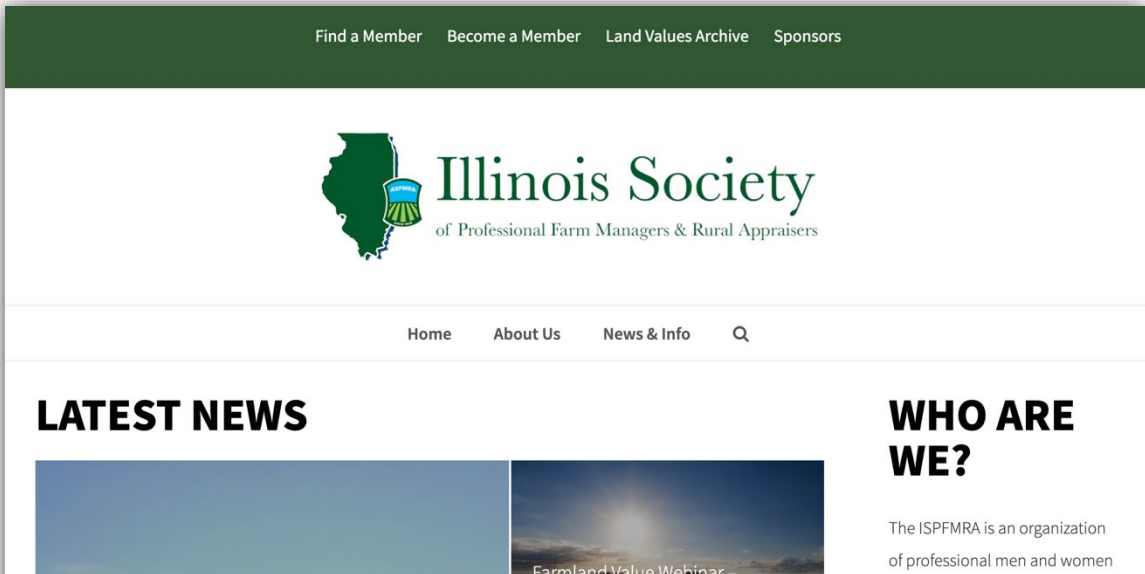 Find a Member Become a Member Land Values Archive Sponsors
ASFMRA
Illinois Society
of Professional Farm Managers & Rural Appraisers
Home About Us News & Info
LATEST NEWS
Farmland Value Webinar –
WHO ARE
WE?
The ISPFMRA is an organization
of professional men and women